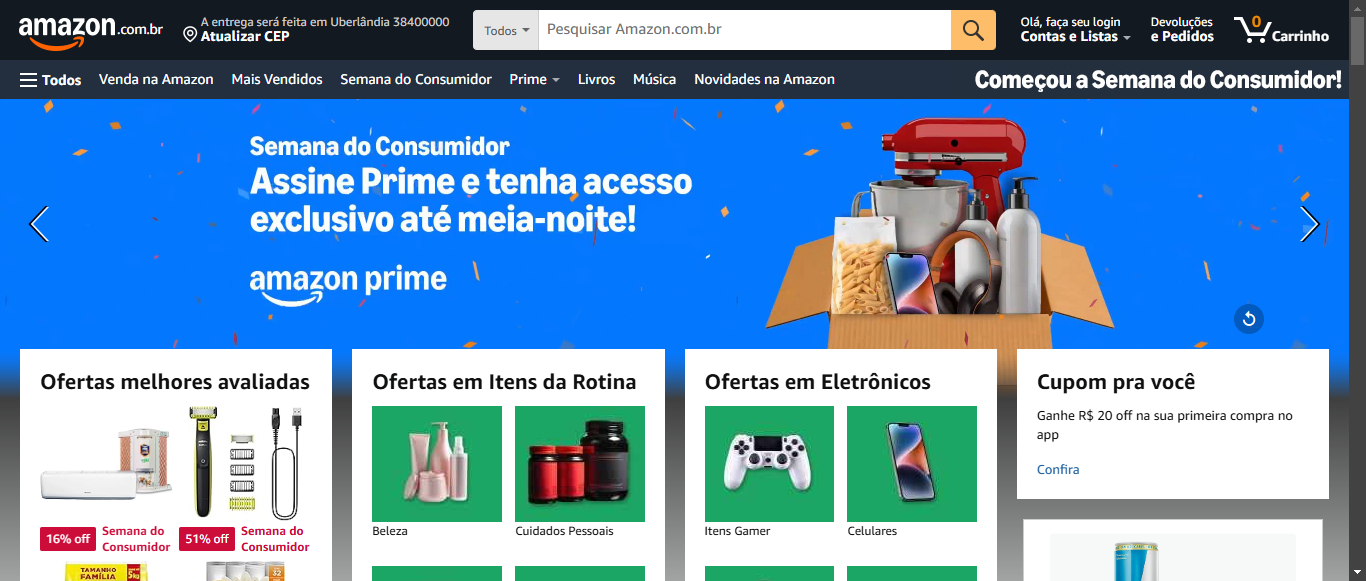 amazon.com.br
A entrega será feita em Uberlândia 38400000
Atualizar CEP
Todos
Pesquisar Amazon.com.br
Olá, faça seu login
Contas e Listas
Devoluções
e Pedidos
0
Carrinho
Todos
Venda na Amazon
Mais Vendidos
Semana do Consumidor
Prime
Livros
Música
Novidades na Amazon
Começou a Semana do Consumidor!
Semana do Consumidor
Assine Prime e tenha acesso
exclusivo até meia-noite!
amazon prime
Ofertas melhores avaliadas
16% off
Semana do
Consumidor
51% off
Semana do
Consumidor
TAMANHO
FAMÍLIA
5kg
32
Ofertas em Itens da Rotina
Beleza
Cuidados Pessoais
Ofertas em Eletrônicos
Itens Gamer
Celulares
Cupom pra você
Ganhe R$ 20 off na sua primeira compra no
app
Confira